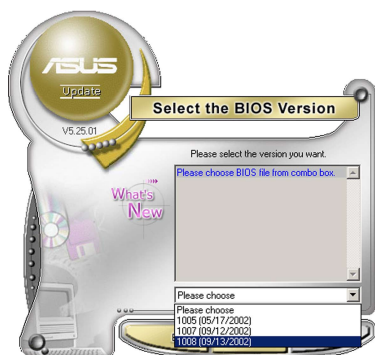 ASUS
Update
V5.25.01
Select the BIOS Version
Please select the version you want.
Please choose BIOS file from combo box.
What's
New
Please choose
Please choose
1005 (05/17/2002)
1007 (09/12/2002)
1008 (09/13/2002)